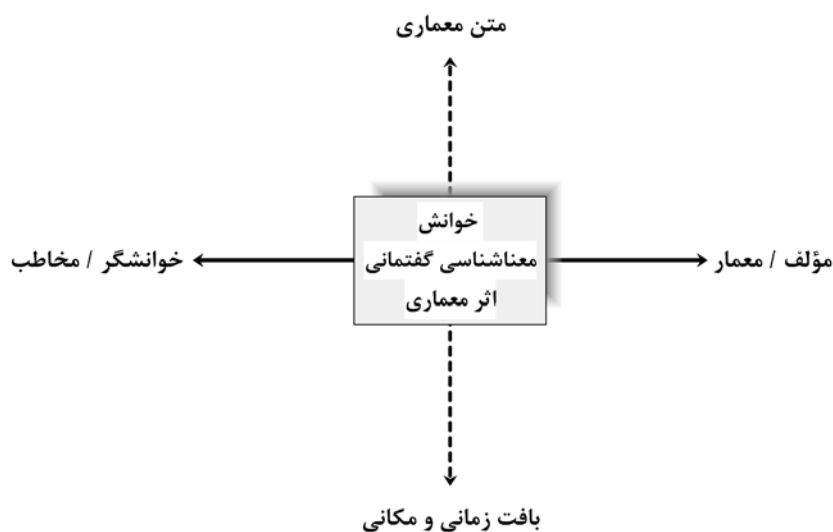 متن معماری
خوانش
معناشناسی گفتمانی
اثر معماری
مؤلف / معمار
خوانشگر / مخاطب
بافت زمانی و مکانی